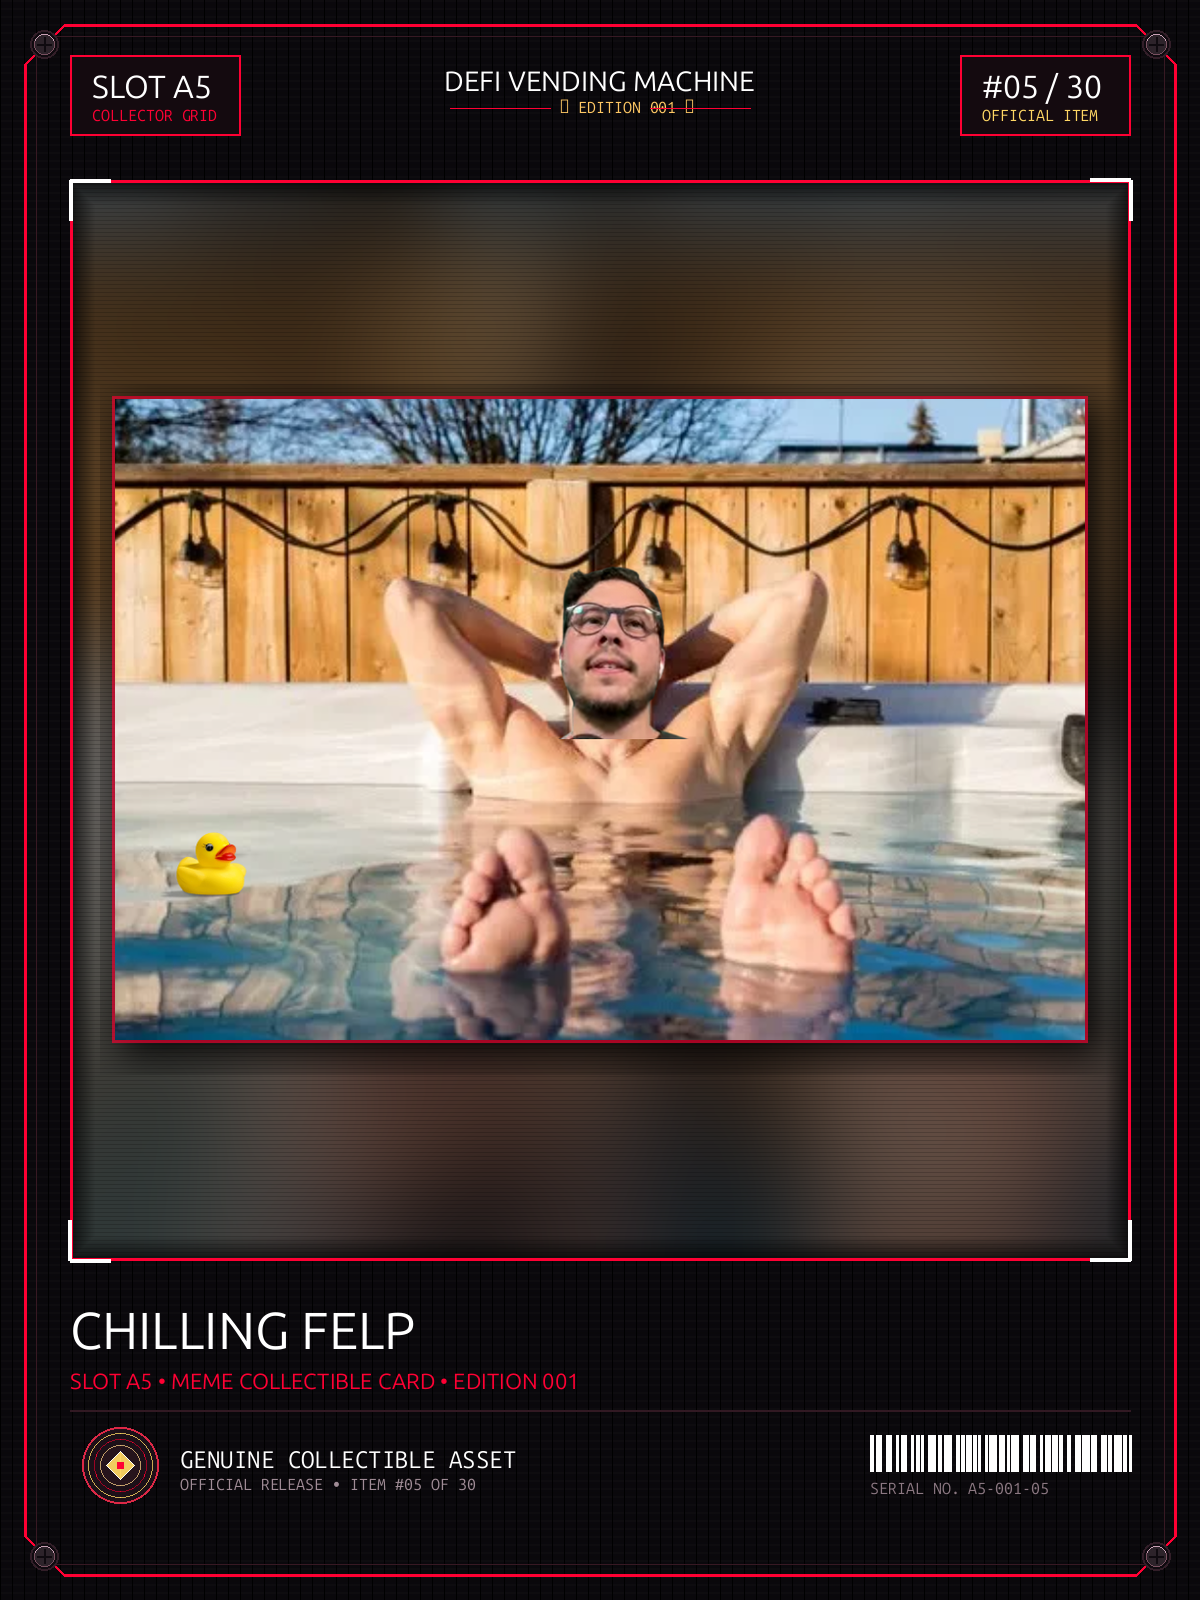 SLOT A5
COLLECTOR GRID
DEFI VENDING MACHINE
EDITION 001
#05 / 30
OFFICIAL ITEM
CHILLING FELP
SLOT A5 • MEME COLLECTIBLE CARD • EDITION 001
GENUINE COLLECTIBLE ASSET
OFFICIAL RELEASE • ITEM #05 OF 30
SERIAL NO. A5-001-05